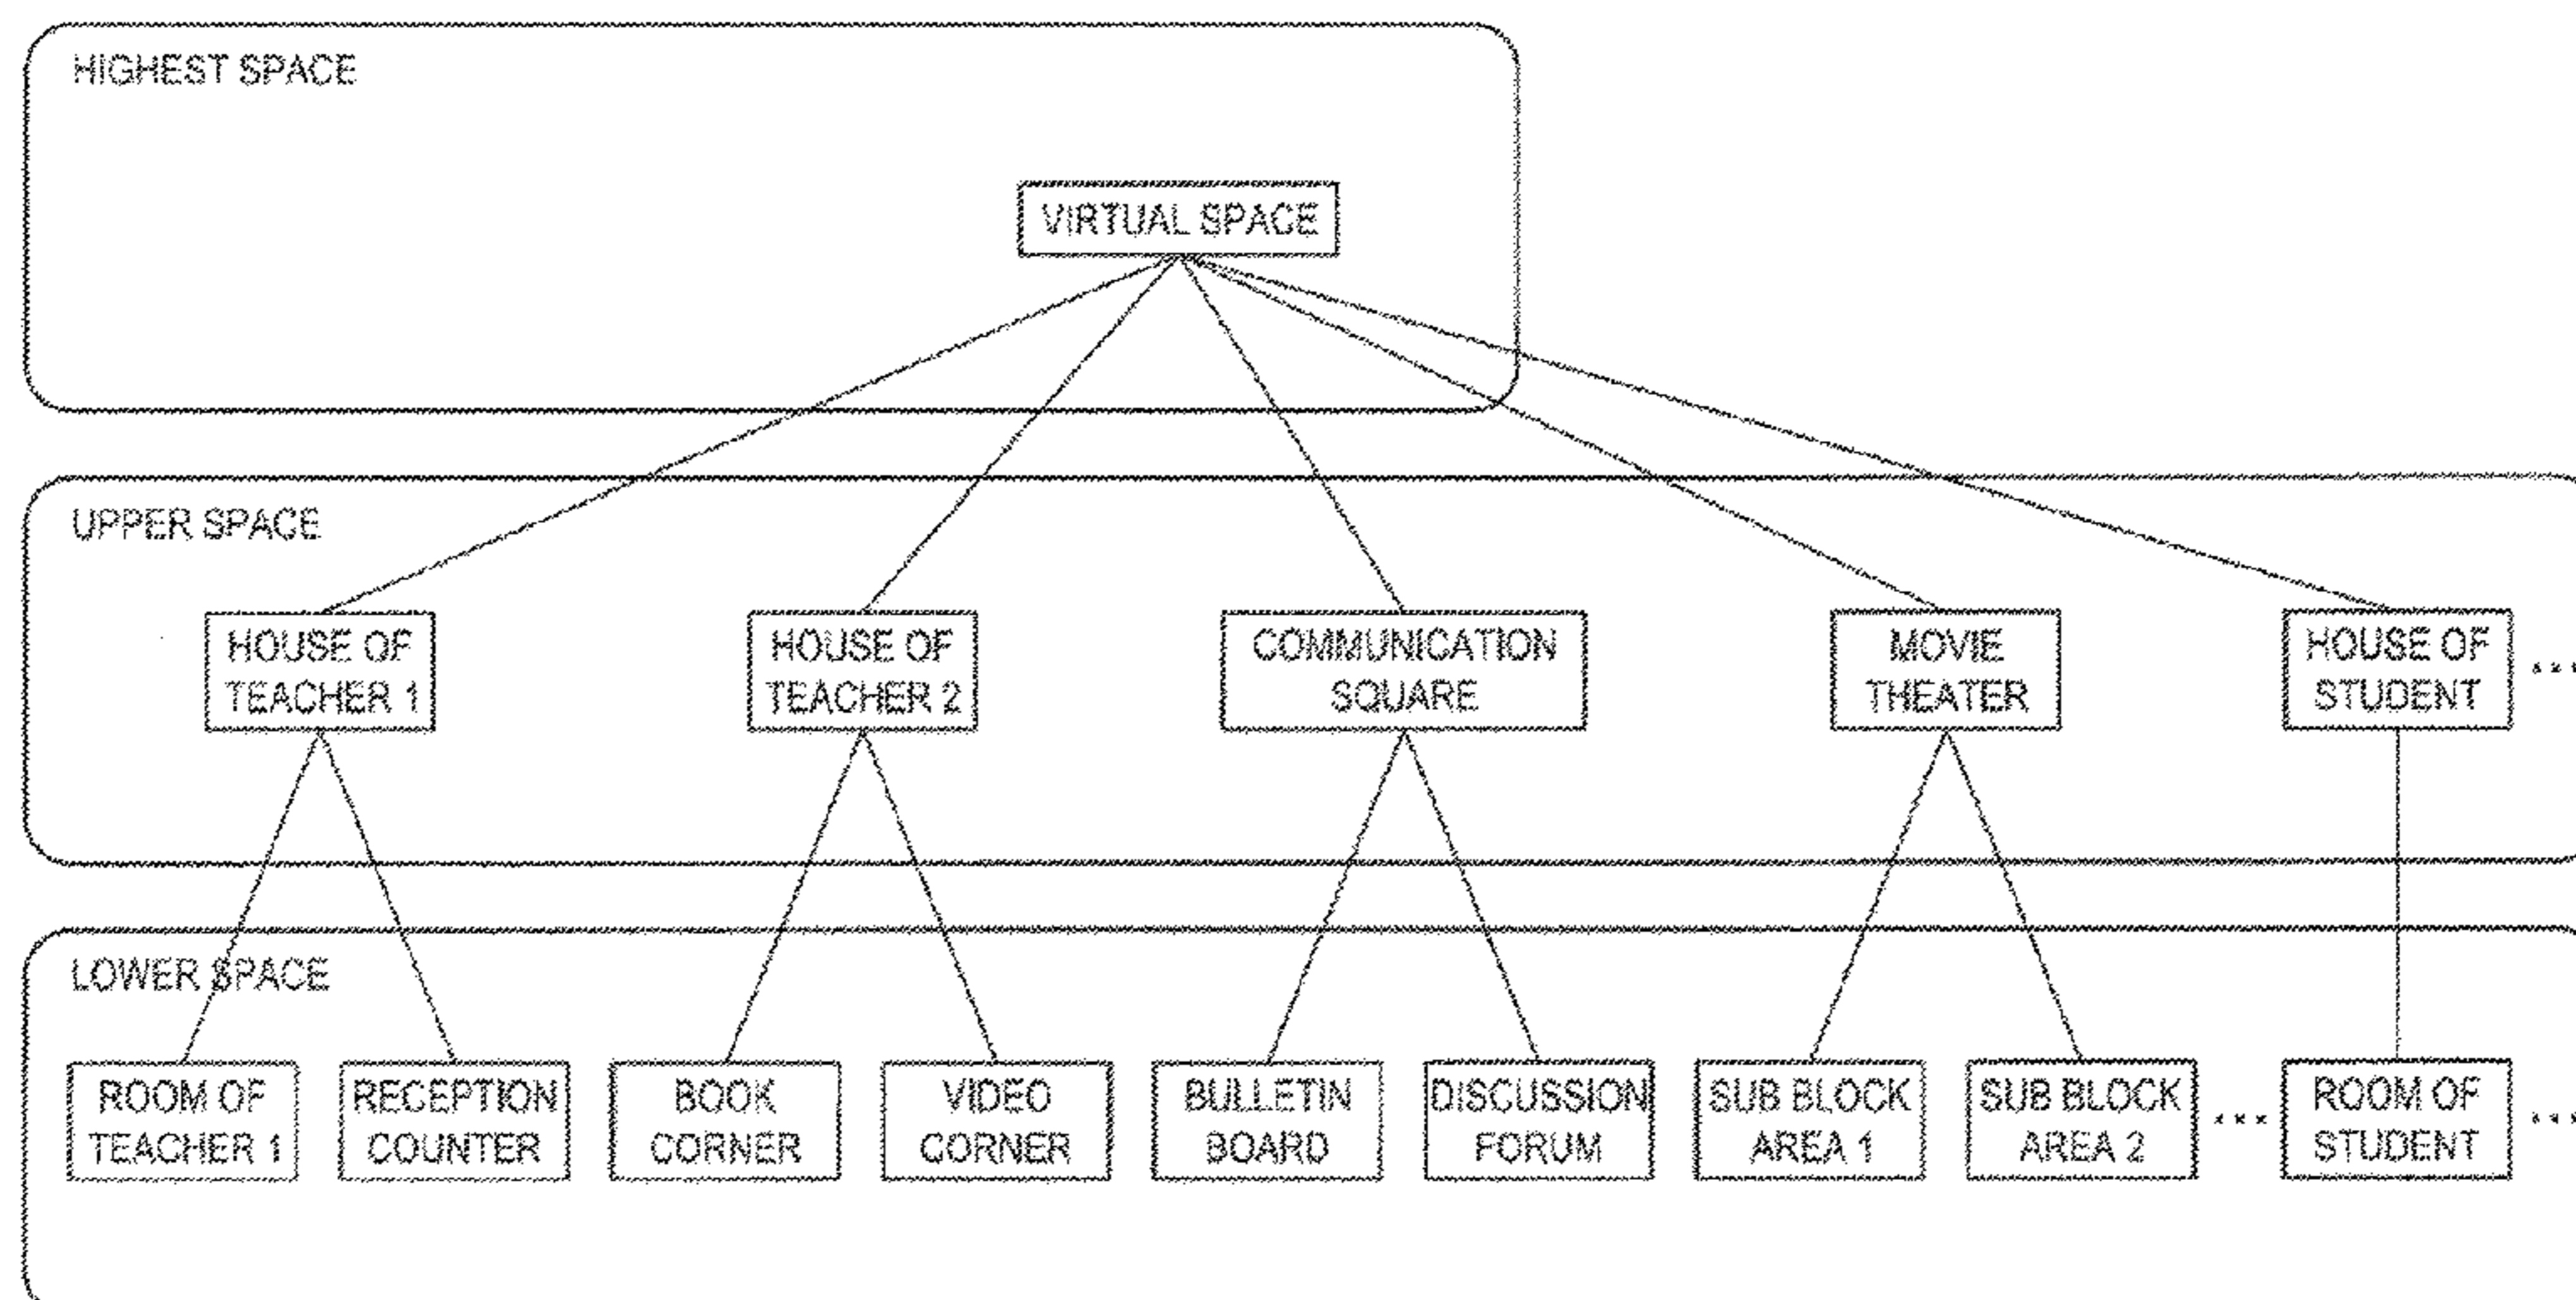 HIGHEST SPACE
VIRTUAL SPACE
UPPER SPACE
HOUSE OF
TEACHER 1
HOUSE OF
TEACHER 2
COMMUNICATION
SQUARE
MOVIE
THEATER
HOUSE OF
STUDENT
...
LOWER SPACE
ROOM OF
TEACHER 1
RECEPTION
COUNTER
BOOK
CORNER
VIDEO
CORNER
BULLETIN
BOARD
DISCUSSION
FORUM
SUB BLOCK
AREA 1
SUB BLOCK
AREA 2
...
ROOM OF
STUDENT
...